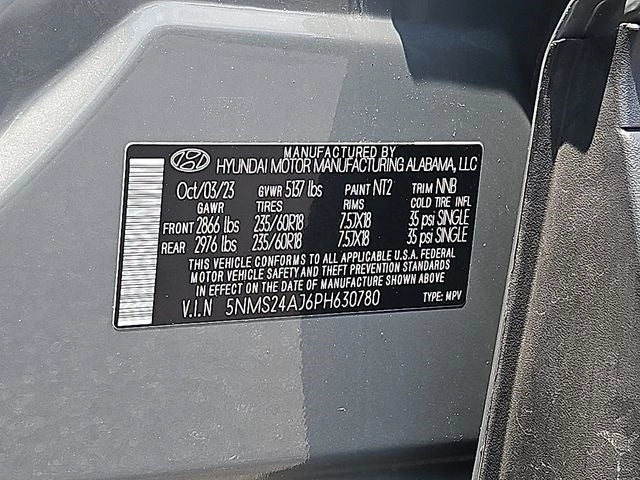 MANUFACTURED BY
HYUNDAI MOTOR MANUFACTURING ALABAMA, LLC
Oct/03/23 GVWR 5137 lbs PAINT NT2 TRIM NNB
GAWR TIRES RIMS COLD TIRE INFL
FRONT 2866 lbs 235/60R18 7.5JX18 35 psi SINGLE
REAR 2976 lbs 235/60R18 7.5JX18 35 psi SINGLE
THIS VEHICLE CONFORMS TO ALL APPLICABLE U.S.A. FEDERAL
MOTOR VEHICLE SAFETY AND THEFT PREVENTION STANDARDS
IN EFFECT ON THE DATE OF MANUFACTURE SHOWN ABOVE.
V.I.N 5NMS24AJ6PH630780 TYPE: MPV